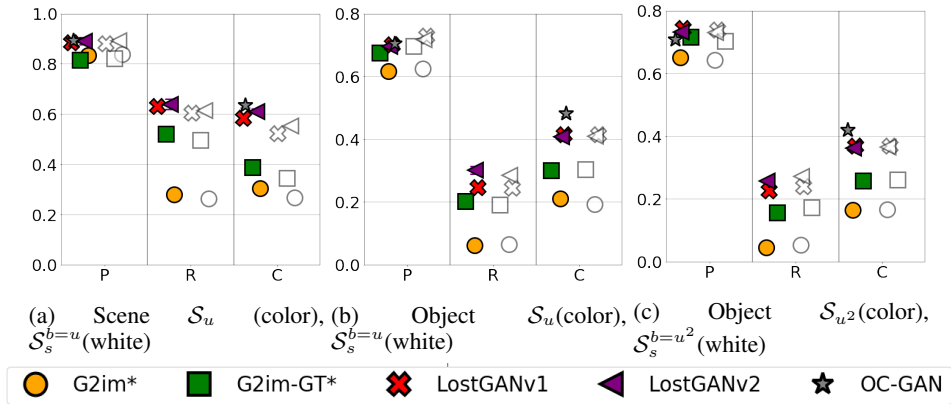 1.0
0.8
0.6
0.4
0.2
0.0
P R C
0.8
0.6
0.4
0.2
0.0
P R C
0.8
0.6
0.4
0.2
0.0
P R C
(a) Scene S_u (color), (b) Object S_u(color), (c) Object S_{u^2}(color),
S_s^{b=u}(white) S_s^{b=u}(white) S_s^{b=u^2}(white)
G2im* G2im-GT* LostGANv1 LostGANv2 OC-GAN